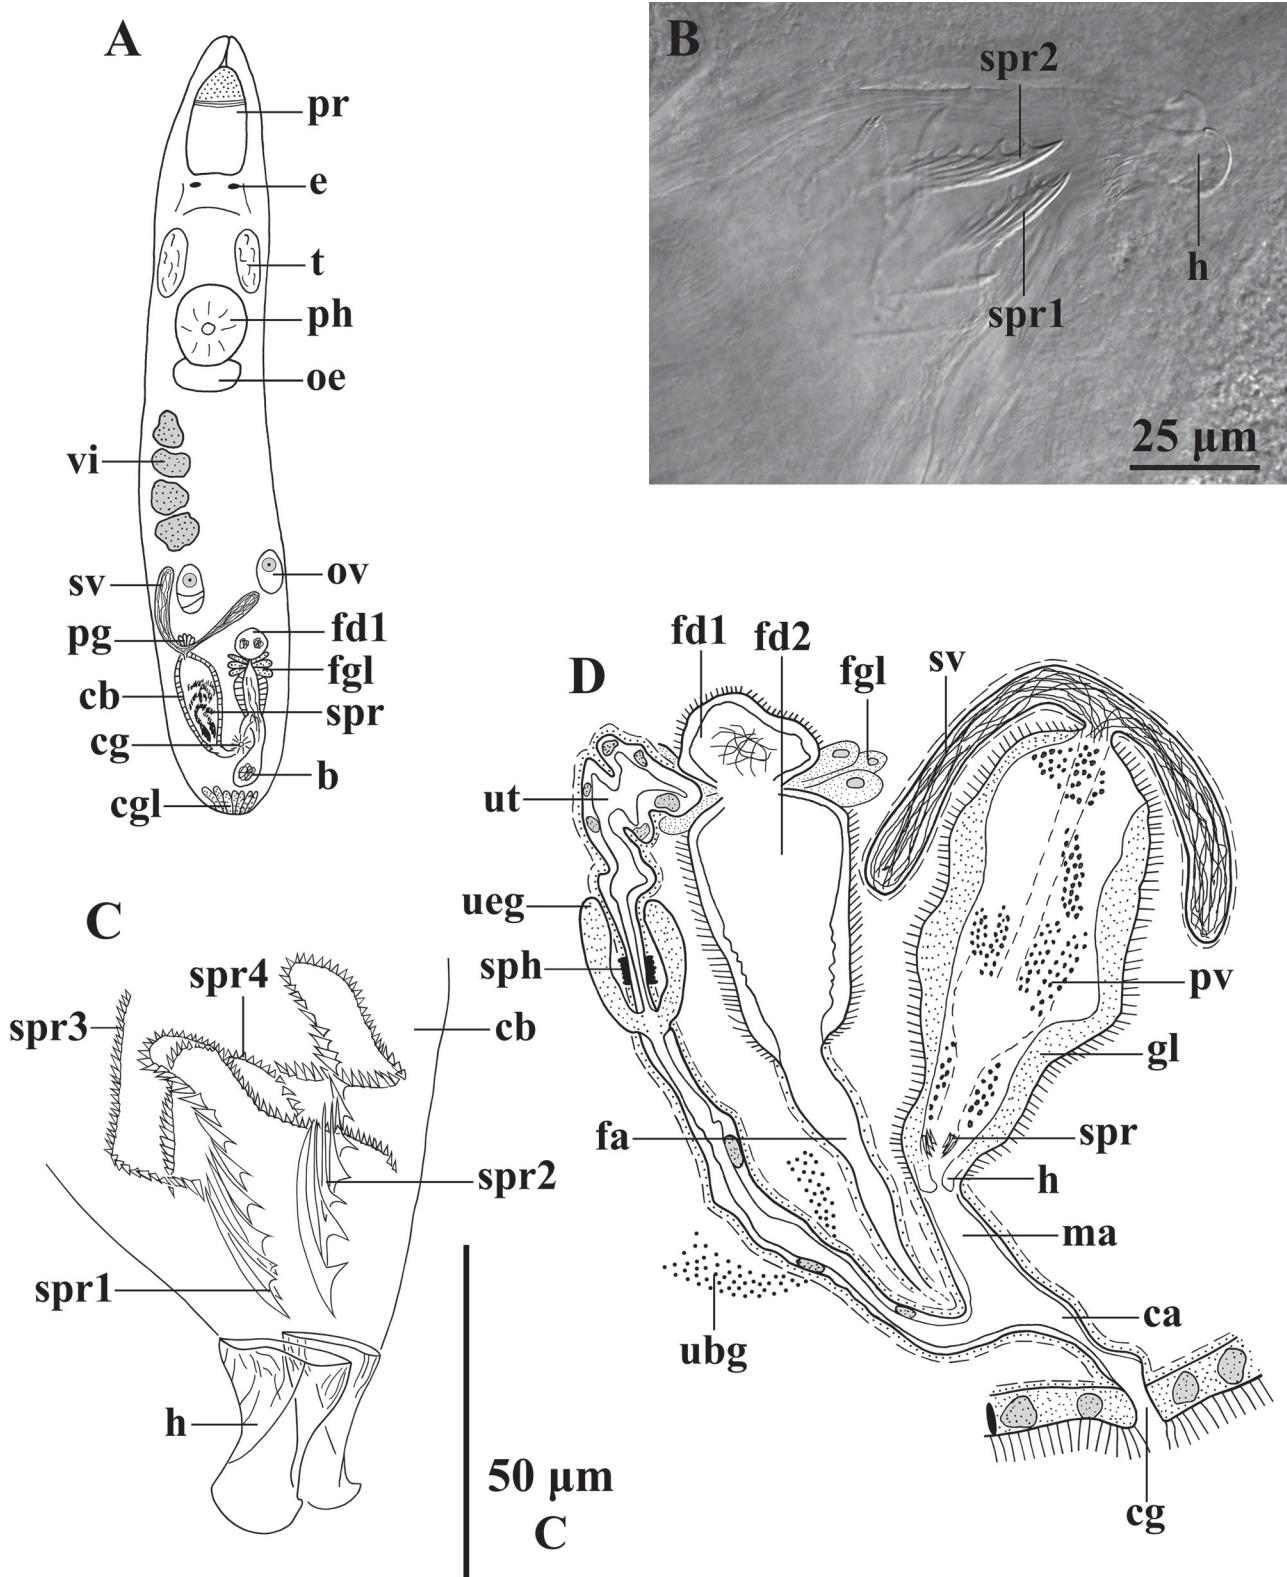 A
pr
e
t
ph
oe
vi
sv
ov
pg
fd1
fgl
cb
spr
cg
b
cgl
B
spr2
spr1
h
25 µm
C
spr4
spr3
cb
spr2
spr1
h
50 µm
C
D
fd1
fd2
fgl
sv
ut
ueg
sph
pv
gl
fa
spr
h
ma
ubg
ca
cg